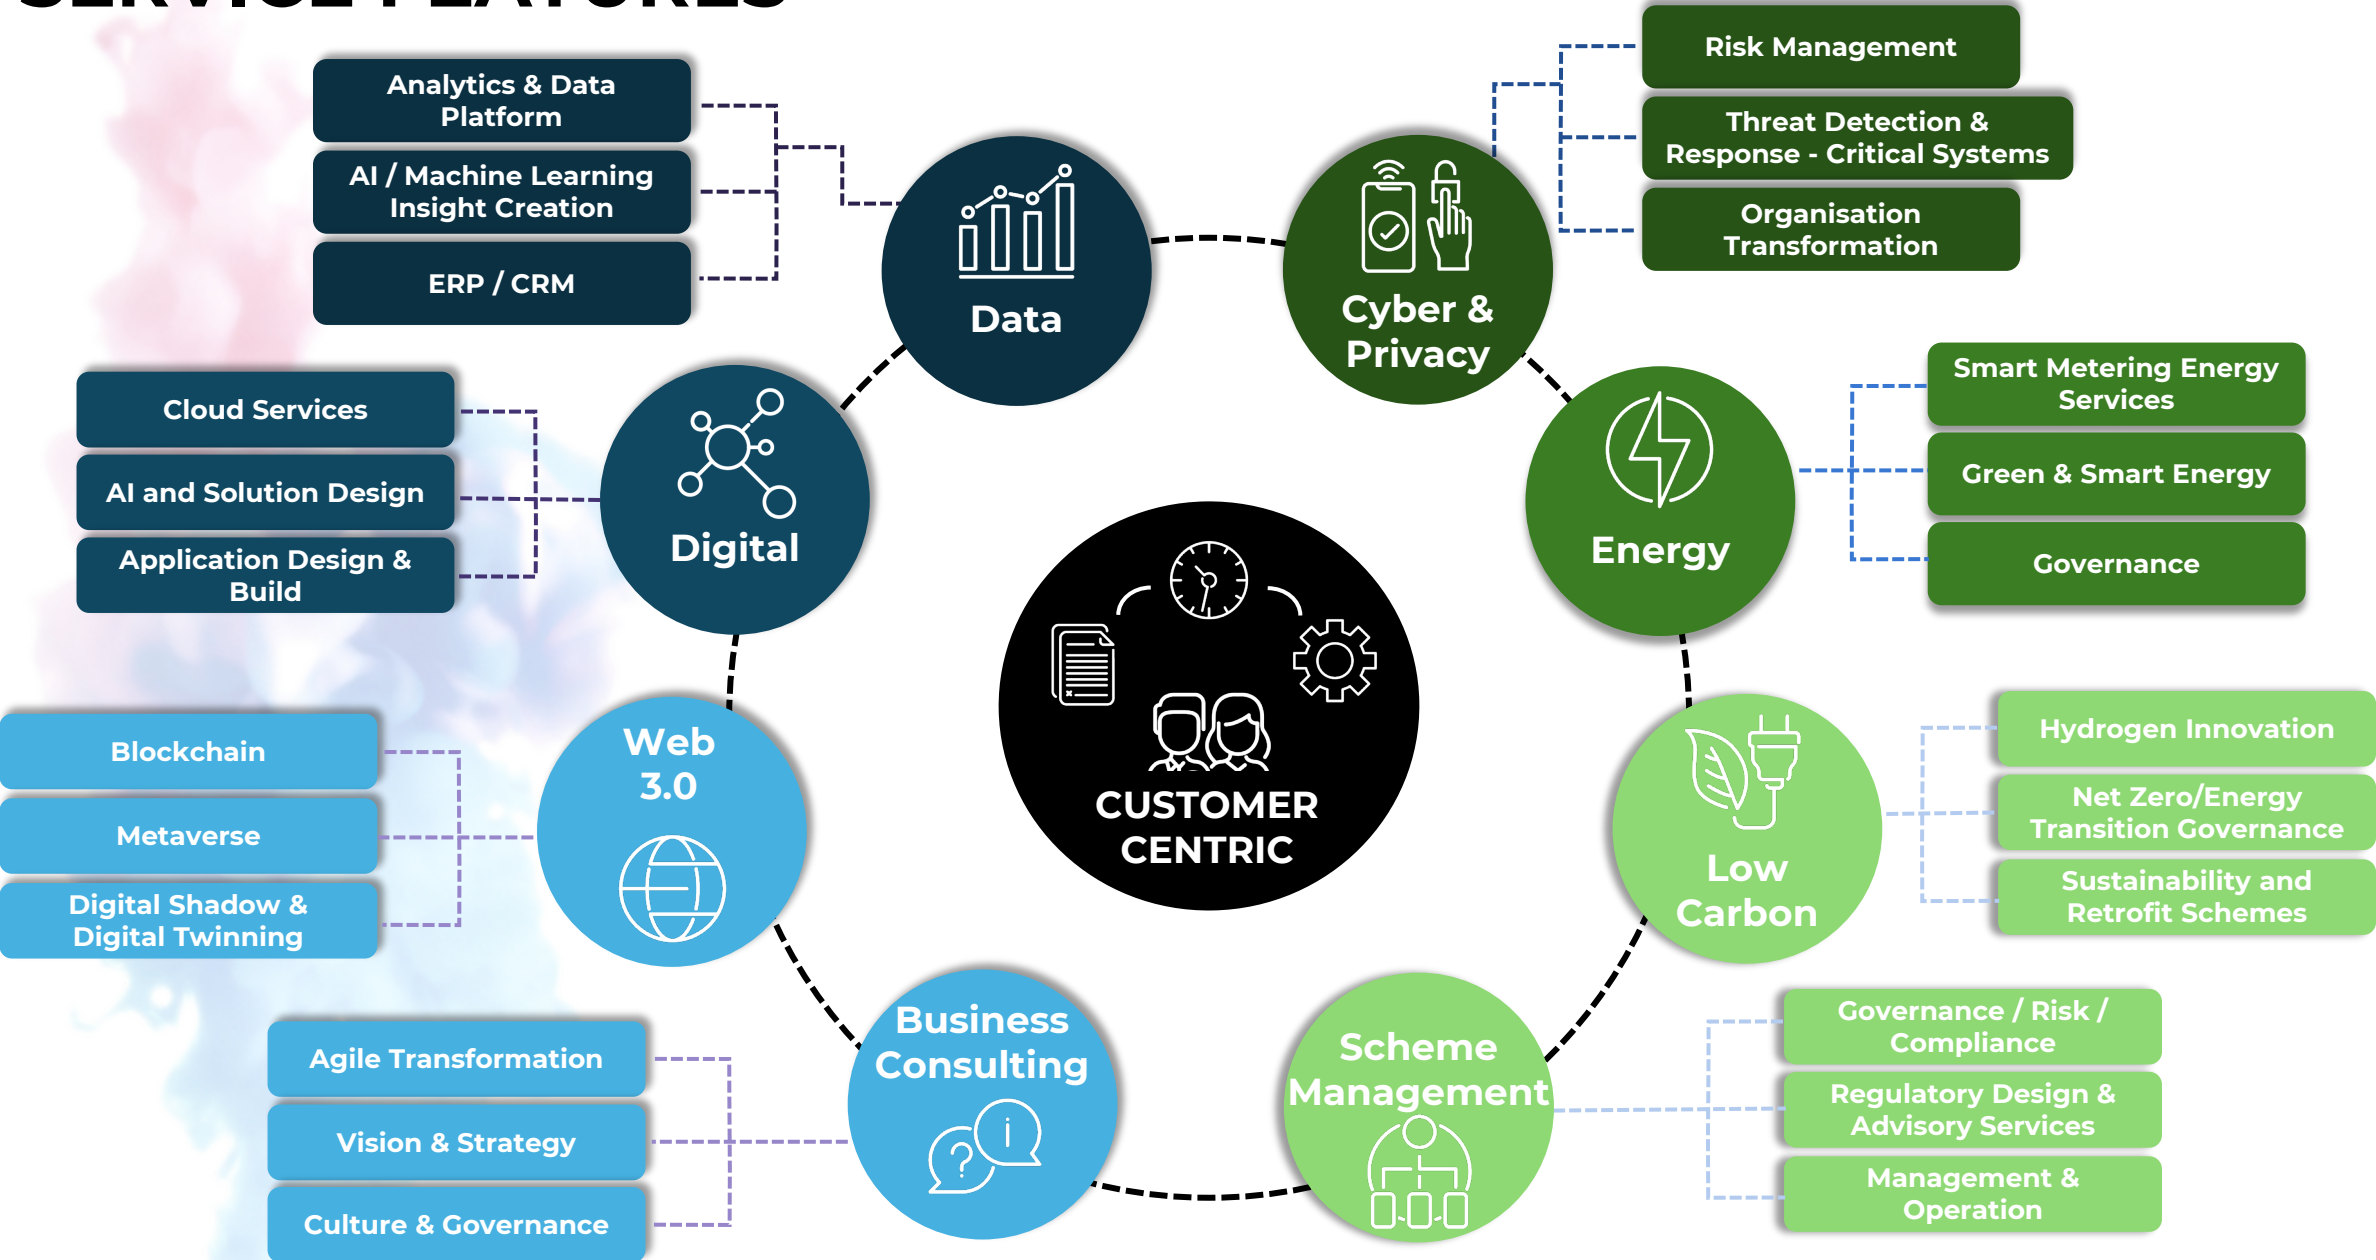 SERVICE FEATURES
Analytics & Data
Platform
AI / Machine Learning
Insight Creation
ERP / CRM
Data
Cyber &
Privacy
Risk Management
Threat Detection &
Response - Critical Systems
Organisation
Transformation
Cloud Services
AI and Solution Design
Application Design &
Build
Digital
Energy
Smart Metering Energy
Services
Green & Smart Energy
Governance
Blockchain
Metaverse
Digital Shadow &
Digital Twinning
Web
3.0
CUSTOMER
CENTRIC
Low
Carbon
Hydrogen Innovation
Net Zero/Energy
Transition Governance
Sustainability and
Retrofit Schemes
Agile Transformation
Vision & Strategy
Culture & Governance
Business
Consulting
? i
Scheme
Management
Governance / Risk /
Compliance
Regulatory Design &
Advisory Services
Management &
Operation